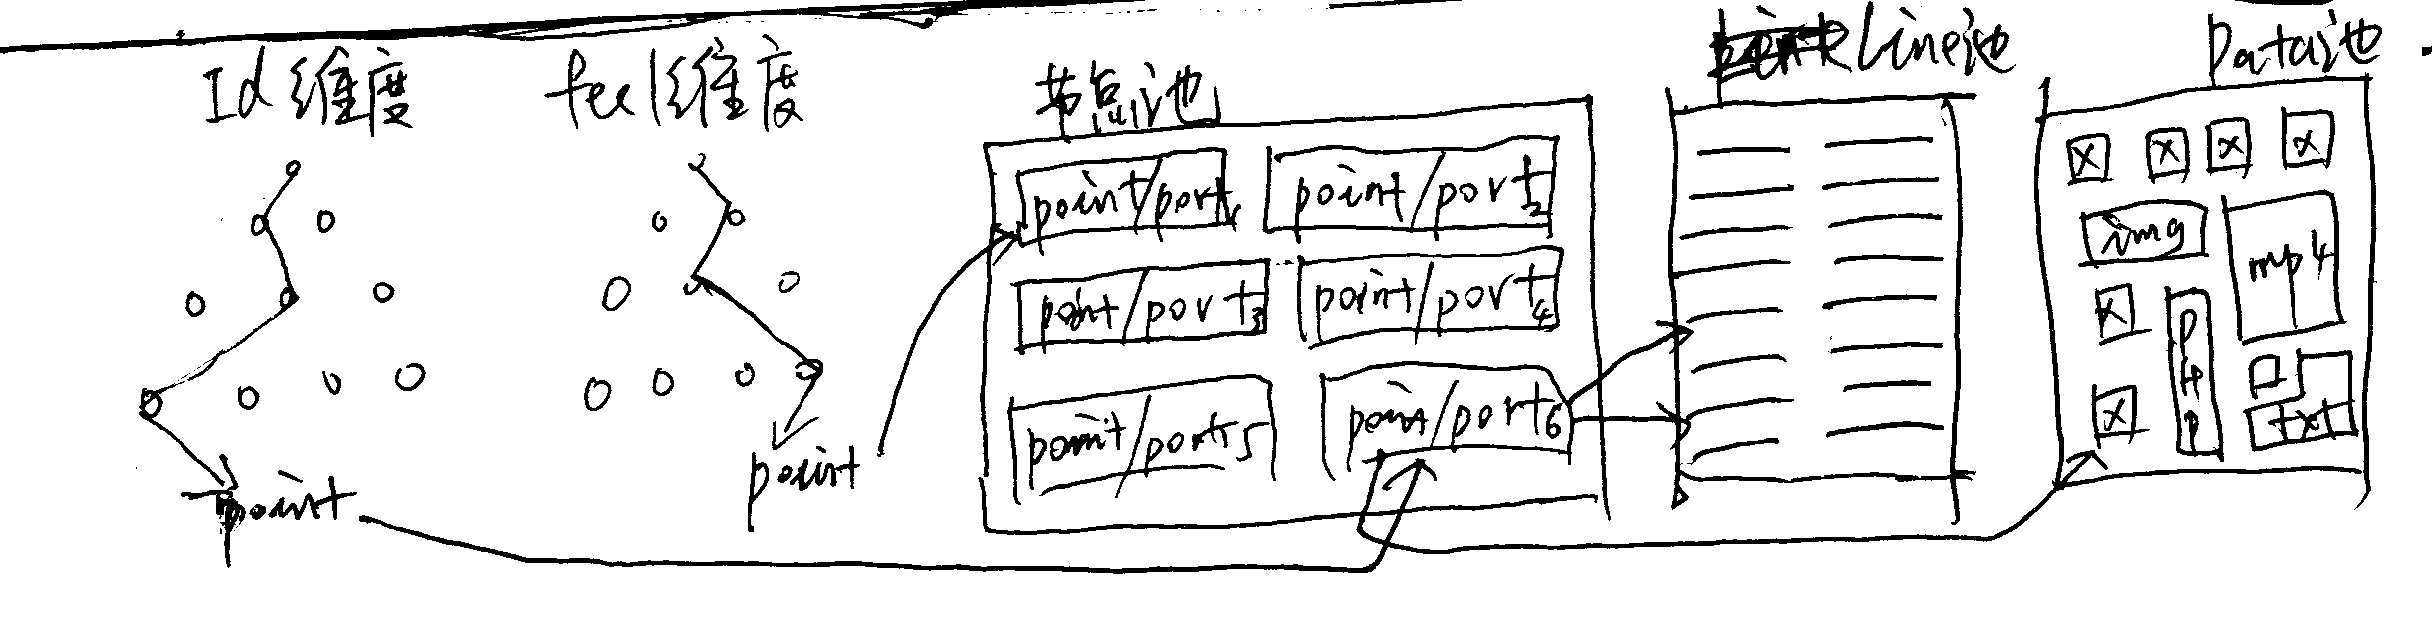 Id维度
feel维度
节点池
Line池
Data池
point/port1
point/port2
point/port3
point/port4
point/port5
point/port6
point
point
x
x
x
x
img
mp4
x
PHP
x
txt